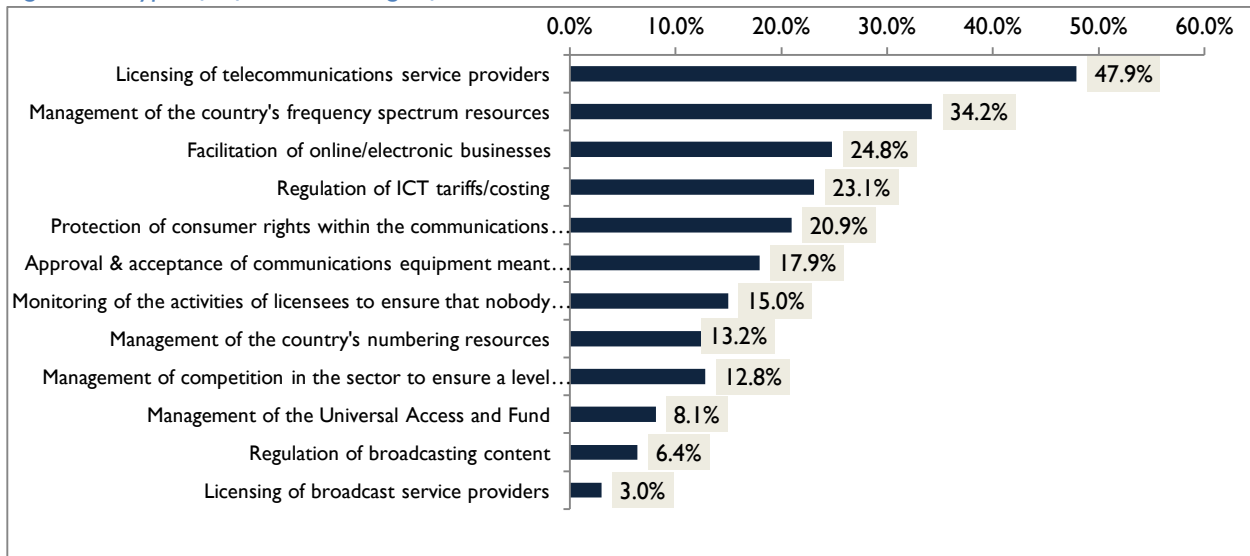 0.0% 10.0% 20.0% 30.0% 40.0% 50.0% 60.0%
Licensing of telecommunications service providers 47.9%
Management of the country's frequency spectrum resources 34.2%
Facilitation of online/electronic businesses 24.8%
Regulation of ICT tariffs/costing 23.1%
Protection of consumer rights within the communications… 20.9%
Approval & acceptance of communications equipment meant… 17.9%
Monitoring of the activities of licensees to ensure that nobody… 15.0%
Management of the country's numbering resources 13.2%
Management of competition in the sector to ensure a level… 12.8%
Management of the Universal Access and Fund 8.1%
Regulation of broadcasting content 6.4%
Licensing of broadcast service providers 3.0%